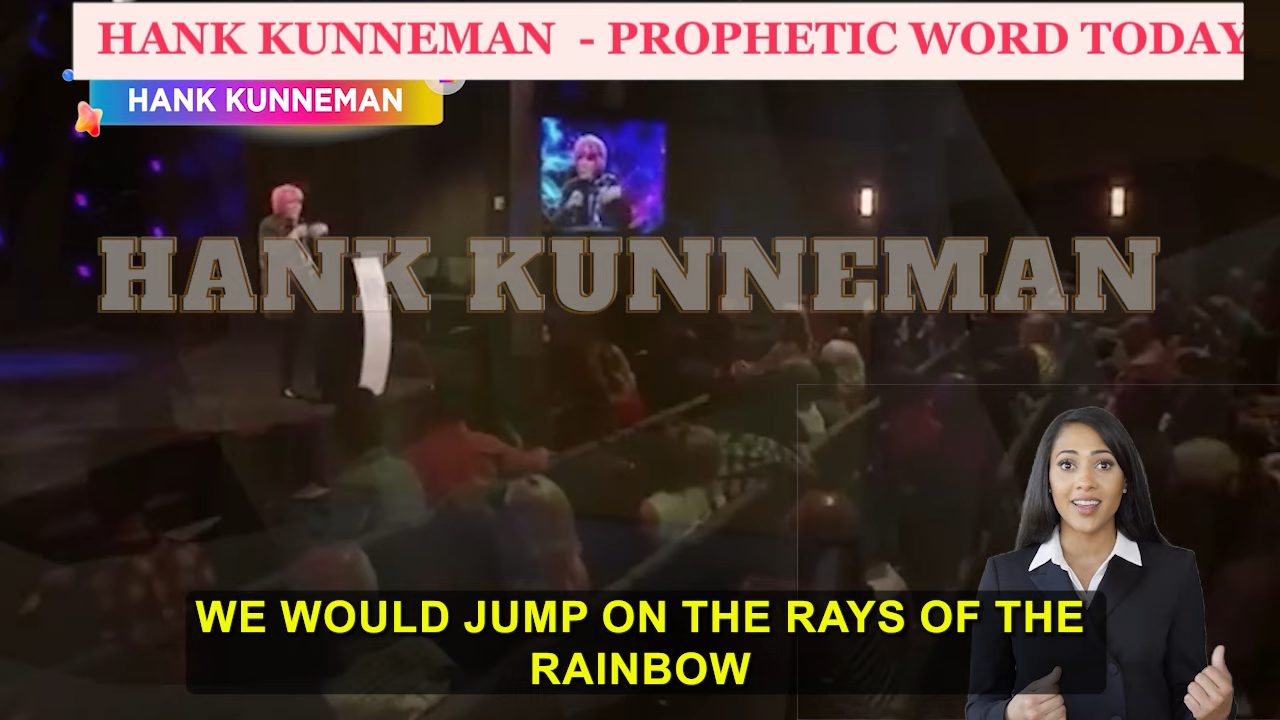 HANK KUNNEMAN - PROPHETIC WORD TODAY
HANK KUNNEMAN
HANK KUNNEMAN
WE WOULD JUMP ON THE RAYS OF THE
RAINBOW